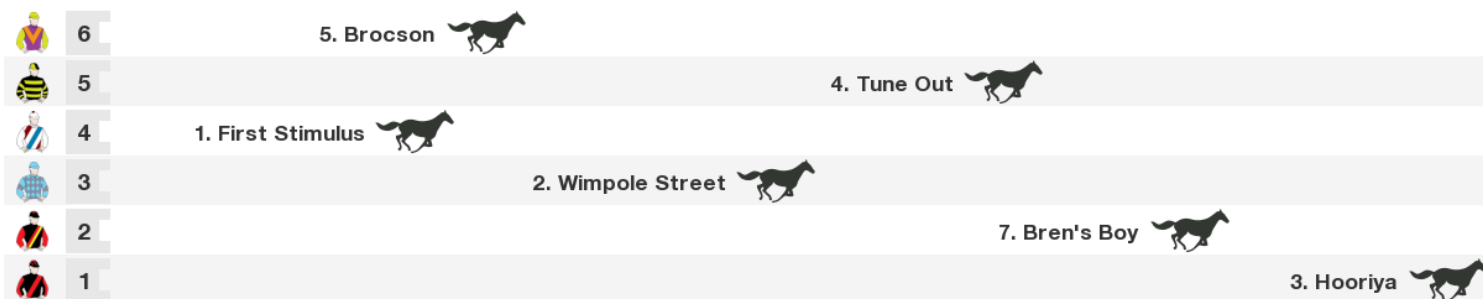 6 5. Brocson
5 4. Tune Out
4 1. First Stimulus
3 2. Wimpole Street
2 7. Bren's Boy
1 3. Hooriya